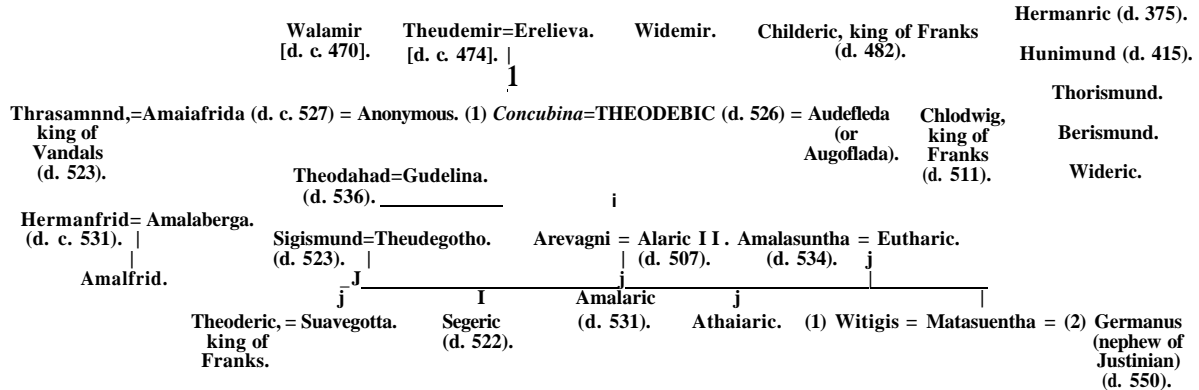 Hermanric (d. 375).
Walamir Theudemir=Erelieva. Widemir. Childeric, king of Franks
[d. c. 470]. [d. c. 474]. | (d. 482). Hunimund (d. 415).
1
Thorismund.
Thrasamnnd,=Amaiafrida (d. c. 527) = Anonymous. (1) Concubina=THEODEBIC (d. 526) = Audefleda Chlodwig,
king of (or king of Berismund.
Vandals Augoflada). Franks
(d. 523). (d. 511). Wideric.
Theodahad=Gudelina.
(d. 536). i
Hermanfrid= Amalaberga.
(d. c. 531). | Sigismund=Theudegotho. Arevagni = Alaric I I . Amalasuntha = Eutharic.
| (d. 523). | | (d. 507). (d. 534). j
Amalfrid. _J j |
j I Amalaric j |
Theoderic, = Suavegotta. Segeric (d. 531). Athaiaric. (1) Witigis = Matasuentha = (2) Germanus
king of (d. 522). (nephew of
Franks. Justinian)
(d. 550).